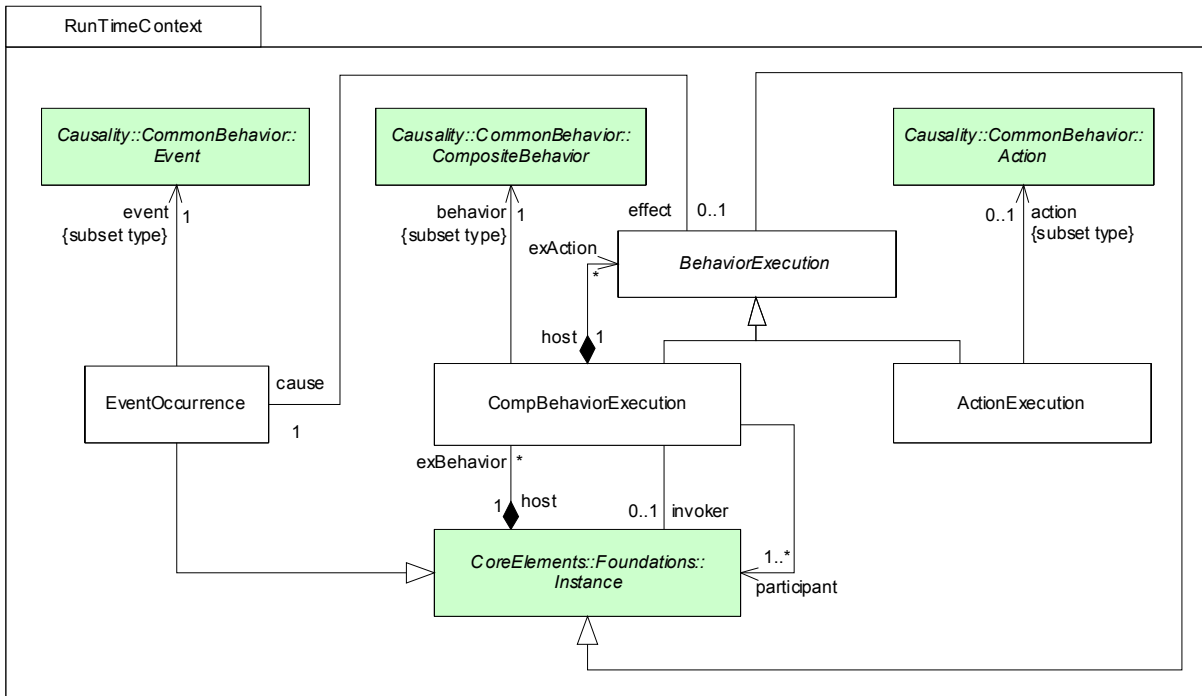 RunTimeContext
Causality::CommonBehavior::
Event
Causality::CommonBehavior::
CompositeBehavior
Causality::CommonBehavior::
Action
event
1
{subset type}
behavior
1
{subset type}
effect
0..1
0..1
action
{subset type}
exAction
*
BehaviorExecution
host
1
EventOccurrence
cause
1
CompBehaviorExecution
ActionExecution
exBehavior
*
1
host
0..1
invoker
1..*
participant
CoreElements::Foundations::
Instance